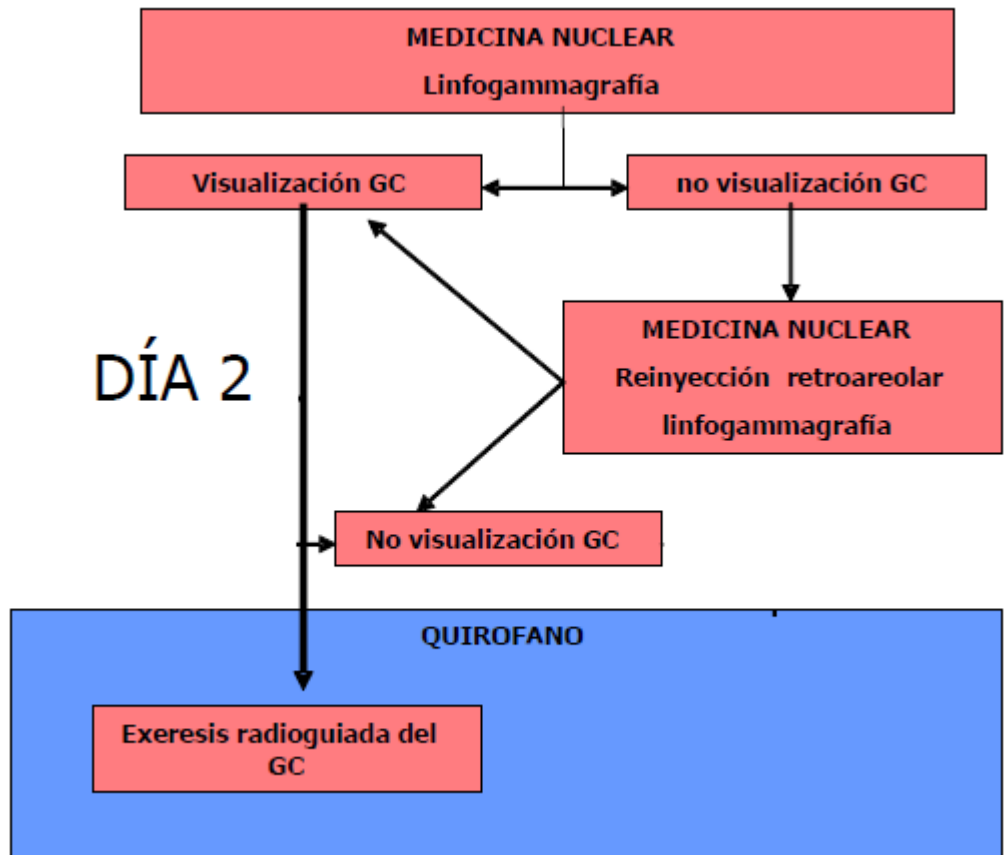 MEDICINA NUCLEAR
Linfogammagrafía
Visualización GC
no visualización GC
MEDICINA NUCLEAR
Reinyección retroareolar
linfogammagrafía
DÍA 2
No visualización GC
QUIROFANO
Exeresis radioguiada del
GC